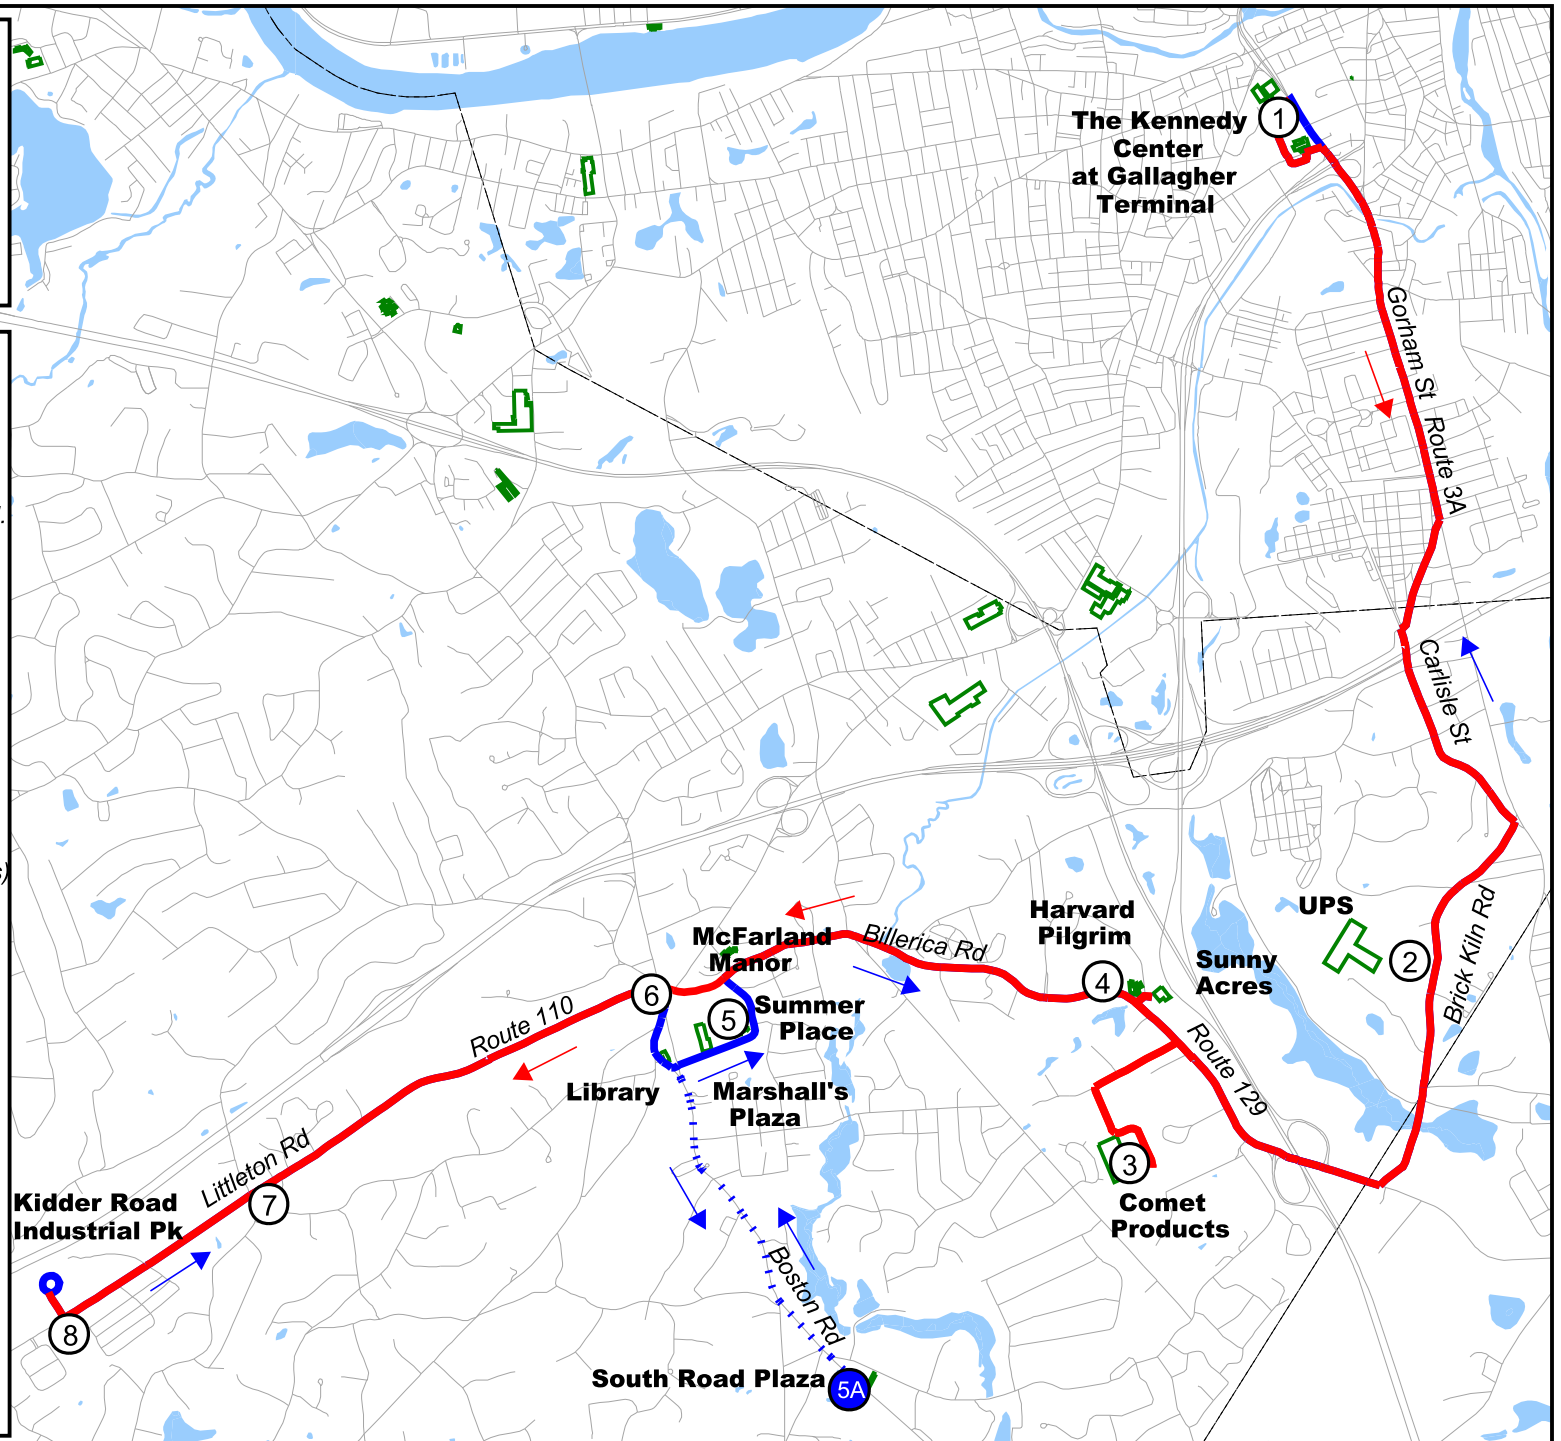 1
The Kennedy
Center
at Gallagher
Terminal
Gorham St
Route 3A
Carlisle St
Brick Kiln Rd
UPS
2
Harvard
Pilgrim
4
Sunny
Acres
Billerica Rd
McFarland
Manor
6
5
Summer
Place
Route 110
Library
Marshall's
Plaza
Route 129
3
Comet
Products
Littleton Rd
7
Kidder Road
Industrial Pk
8
Boston Rd
South Road Plaza
5A